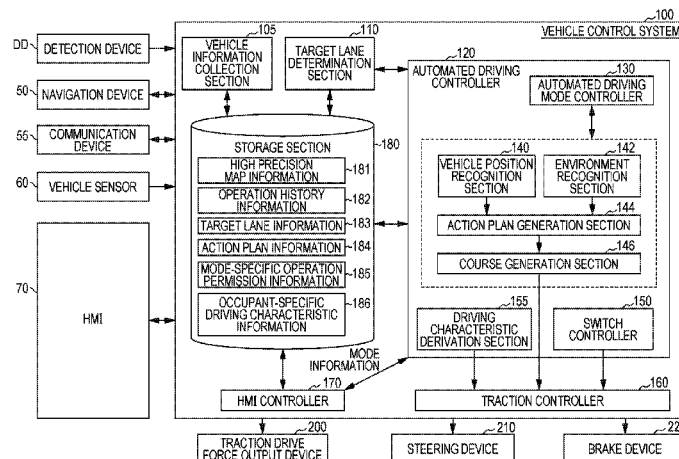 100
VEHICLE CONTROL SYSTEM
DD
DETECTION DEVICE
50
NAVIGATION DEVICE
55
COMMUNICATION
DEVICE
60
VEHICLE SENSOR
70
HMI
105
VEHICLE
INFORMATION
COLLECTION
SECTION
110
TARGET LANE
DETERMINATION
SECTION
STORAGE SECTION
180
HIGH PRECISION
MAP INFORMATION
181
OPERATION HISTORY
INFORMATION
182
TARGET LANE INFORMATION
183
ACTION PLAN INFORMATION
184
MODE-SPECIFIC OPERATION
PERMISSION INFORMATION
185
OCCUPANT-SPECIFIC
DRIVING CHARACTERISTIC
INFORMATION
186
120
AUTOMATED DRIVING
CONTROLLER
130
AUTOMATED DRIVING
MODE CONTROLLER
140
VEHICLE POSITION
RECOGNITION
SECTION
142
ENVIRONMENT
RECOGNITION
SECTION
144
ACTION PLAN GENERATION SECTION
146
COURSE GENERATION SECTION
155
DRIVING
CHARACTERISTIC
DERIVATION SECTION
150
SWITCH
CONTROLLER
MODE
INFORMATION
170
HMI CONTROLLER
160
TRACTION CONTROLLER
200
TRACTION DRIVE
FORCE OUTPUT DEVICE
210
STEERING DEVICE
BRAKE DEVICE